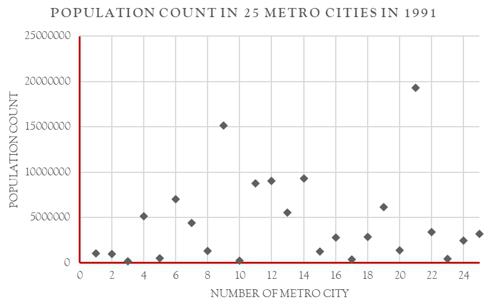 POPULATION COUNT IN 25 METRO CITIES IN 1991
25000000
20000000
15000000
10000000
5000000
0
POPULATION COUNT
0 2 4 6 8 10 12 14 16 18 20 22 24
NUMBER OF METRO CITY